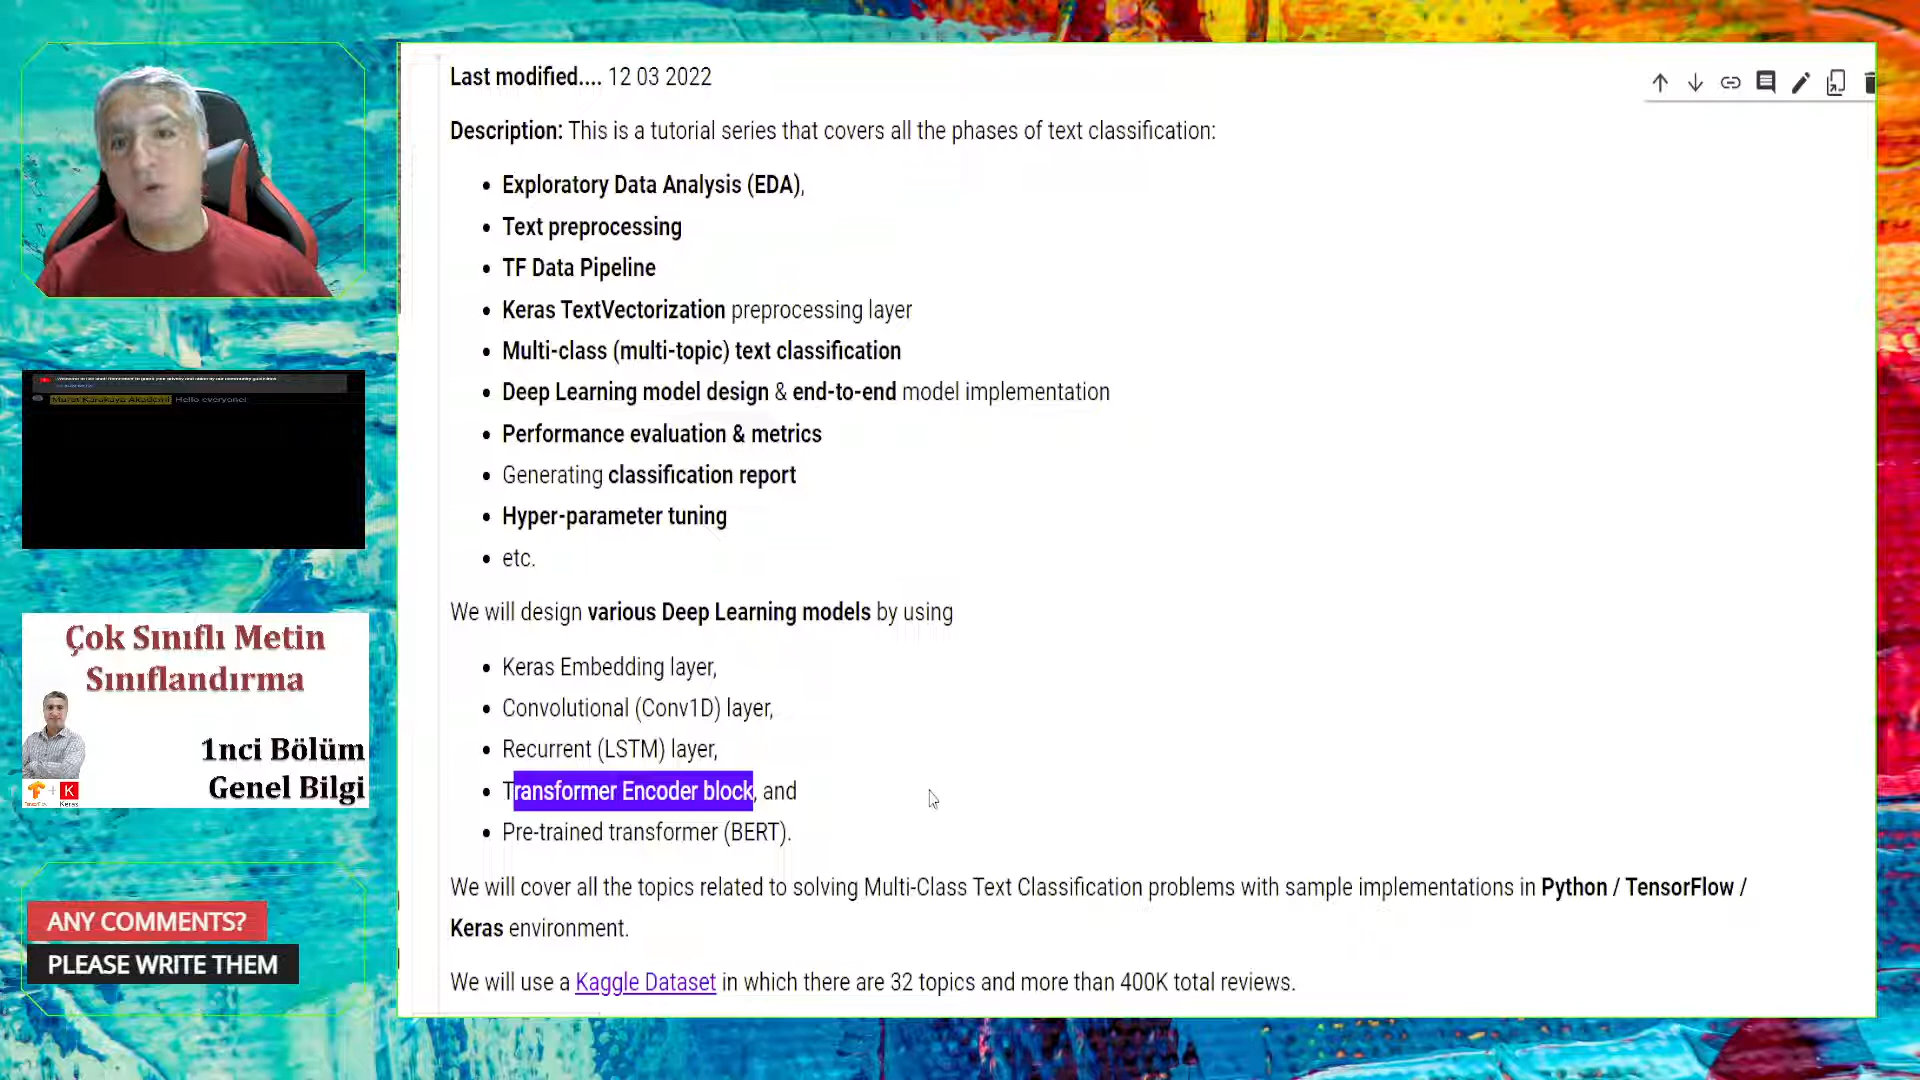 Last modified.... 12 03 2022
Description: This is a tutorial series that covers all the phases of text classification:
• Exploratory Data Analysis (EDA),
• Text preprocessing
• TF Data Pipeline
• Keras TextVectorization preprocessing layer
• Multi-class (multi-topic) text classification
• Deep Learning model design & end-to-end model implementation
• Performance evaluation & metrics
• Generating classification report
• Hyper-parameter tuning
• etc.
We will design various Deep Learning models by using
• Keras Embedding layer,
• Convolutional (Conv1D) layer,
• Recurrent (LSTM) layer,
• Transformer Encoder block, and
• Pre-trained transformer (BERT).
We will cover all the topics related to solving Multi-Class Text Classification problems with sample implementations in Python / TensorFlow /
Keras environment.
We will use a Kaggle Dataset in which there are 32 topics and more than 400K total reviews.
Murat Karakaya Akademi Hello everyone!
Çok Sınıflı Metin
Sınıflandırma
1nci Bölüm
Genel Bilgi
K
Keras
ANY COMMENTS?
PLEASE WRITE THEM